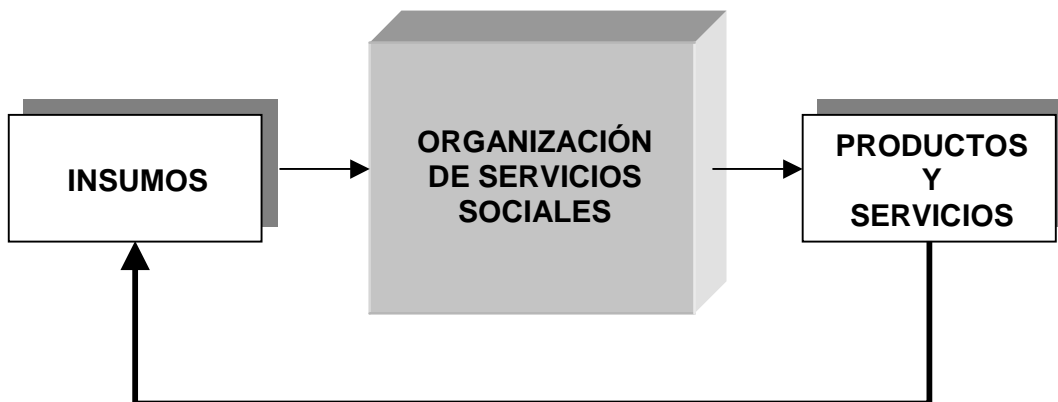 INSUMOS
ORGANIZACIÓN
DE SERVICIOS
SOCIALES
PRODUCTOS
Y
SERVICIOS